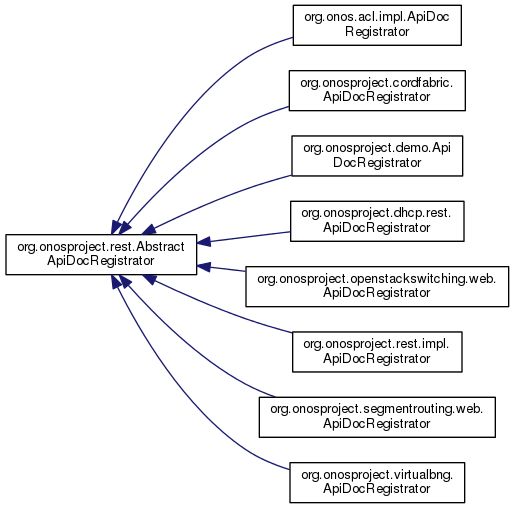 org.onos.acl.impl.ApiDoc
Registrator
org.onosproject.cordfabric.
ApiDocRegistrator
org.onosproject.demo.Api
DocRegistrator
org.onosproject.dhcp.rest.
ApiDocRegistrator
org.onosproject.rest.Abstract
ApiDocRegistrator
org.onosproject.openstackswitching.web.
ApiDocRegistrator
org.onosproject.rest.impl.
ApiDocRegistrator
org.onosproject.segmentrouting.web.
ApiDocRegistrator
org.onosproject.virtualbng.
ApiDocRegistrator